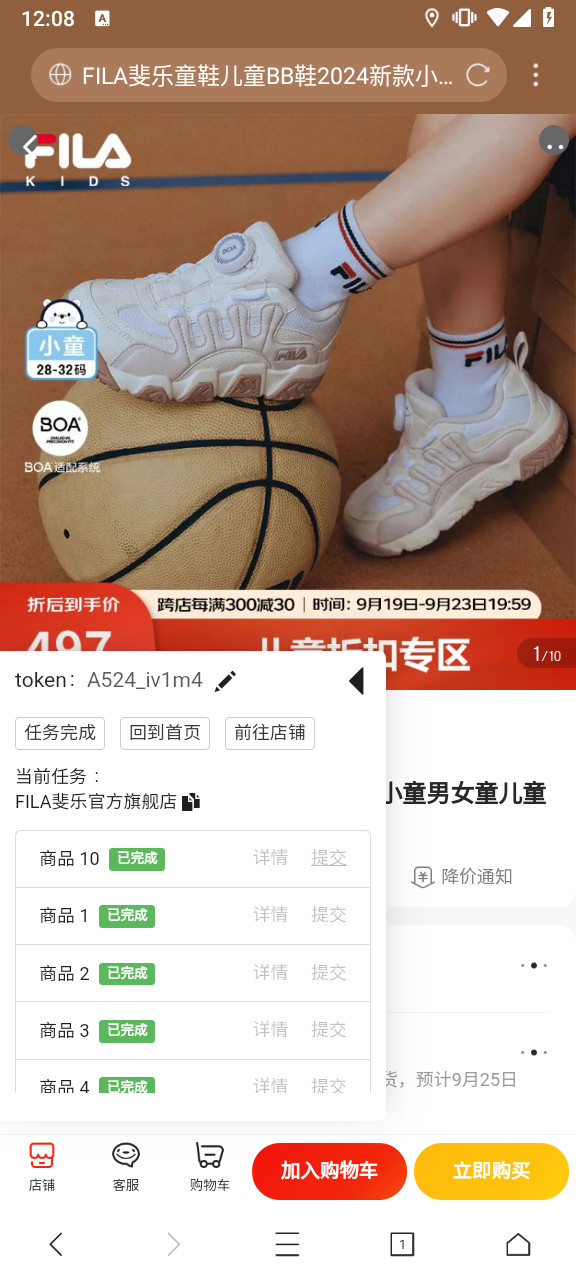 12:08
FILA斐乐童鞋儿童BB鞋2024新款小...
FILA
KIDS
FILA
FILA
小童
28-32码
BOA
BOA适配系统
折后到手价
跨店每满300减30 | 时间：9月19日-9月23日19:59
497
儿童折扣专区
1/10
token： A524_iv1m4
任务完成 回到首页 前往店铺
当前任务：
FILA斐乐官方旗舰店
小童男女童儿童
降价通知
商品 10 已完成 详情 提交
商品 1 已完成 详情 提交
商品 2 已完成 详情 提交
商品 3 已完成 详情 提交
商品 4 已完成 详情 提交
货，预计9月25日
店铺 客服 购物车 加入购物车 立即购买
1